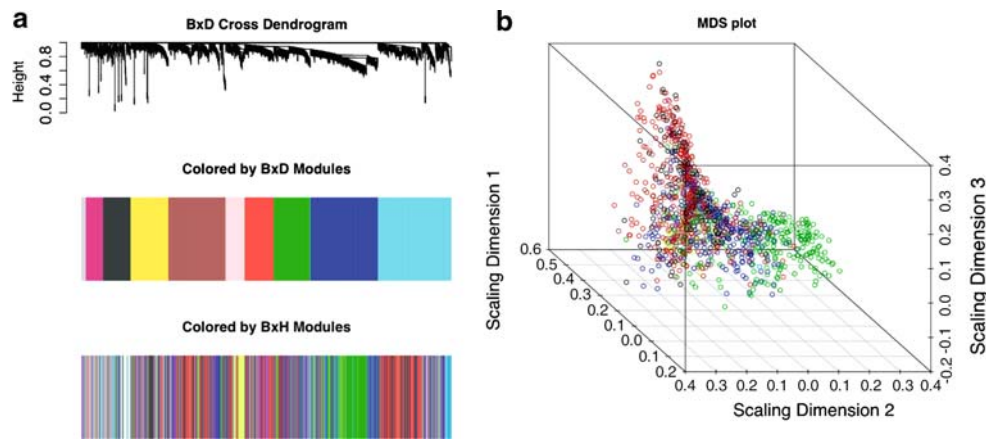 a
BxD Cross Dendrogram
Height
0.0 0.4 0.8
Colored by BxD Modules
Colored by BxH Modules
b
MDS plot
Scaling Dimension 1
0.6
0.5
0.4
0.3
0.2
0.1
0.0
0.1
0.2
0.4 0.3 0.2 0.1 0.0 0.1 0.2 0.4
Scaling Dimension 2
-0.2 -0.1 0.0 0.1 0.2 0.3 0.4
Scaling Dimension 3